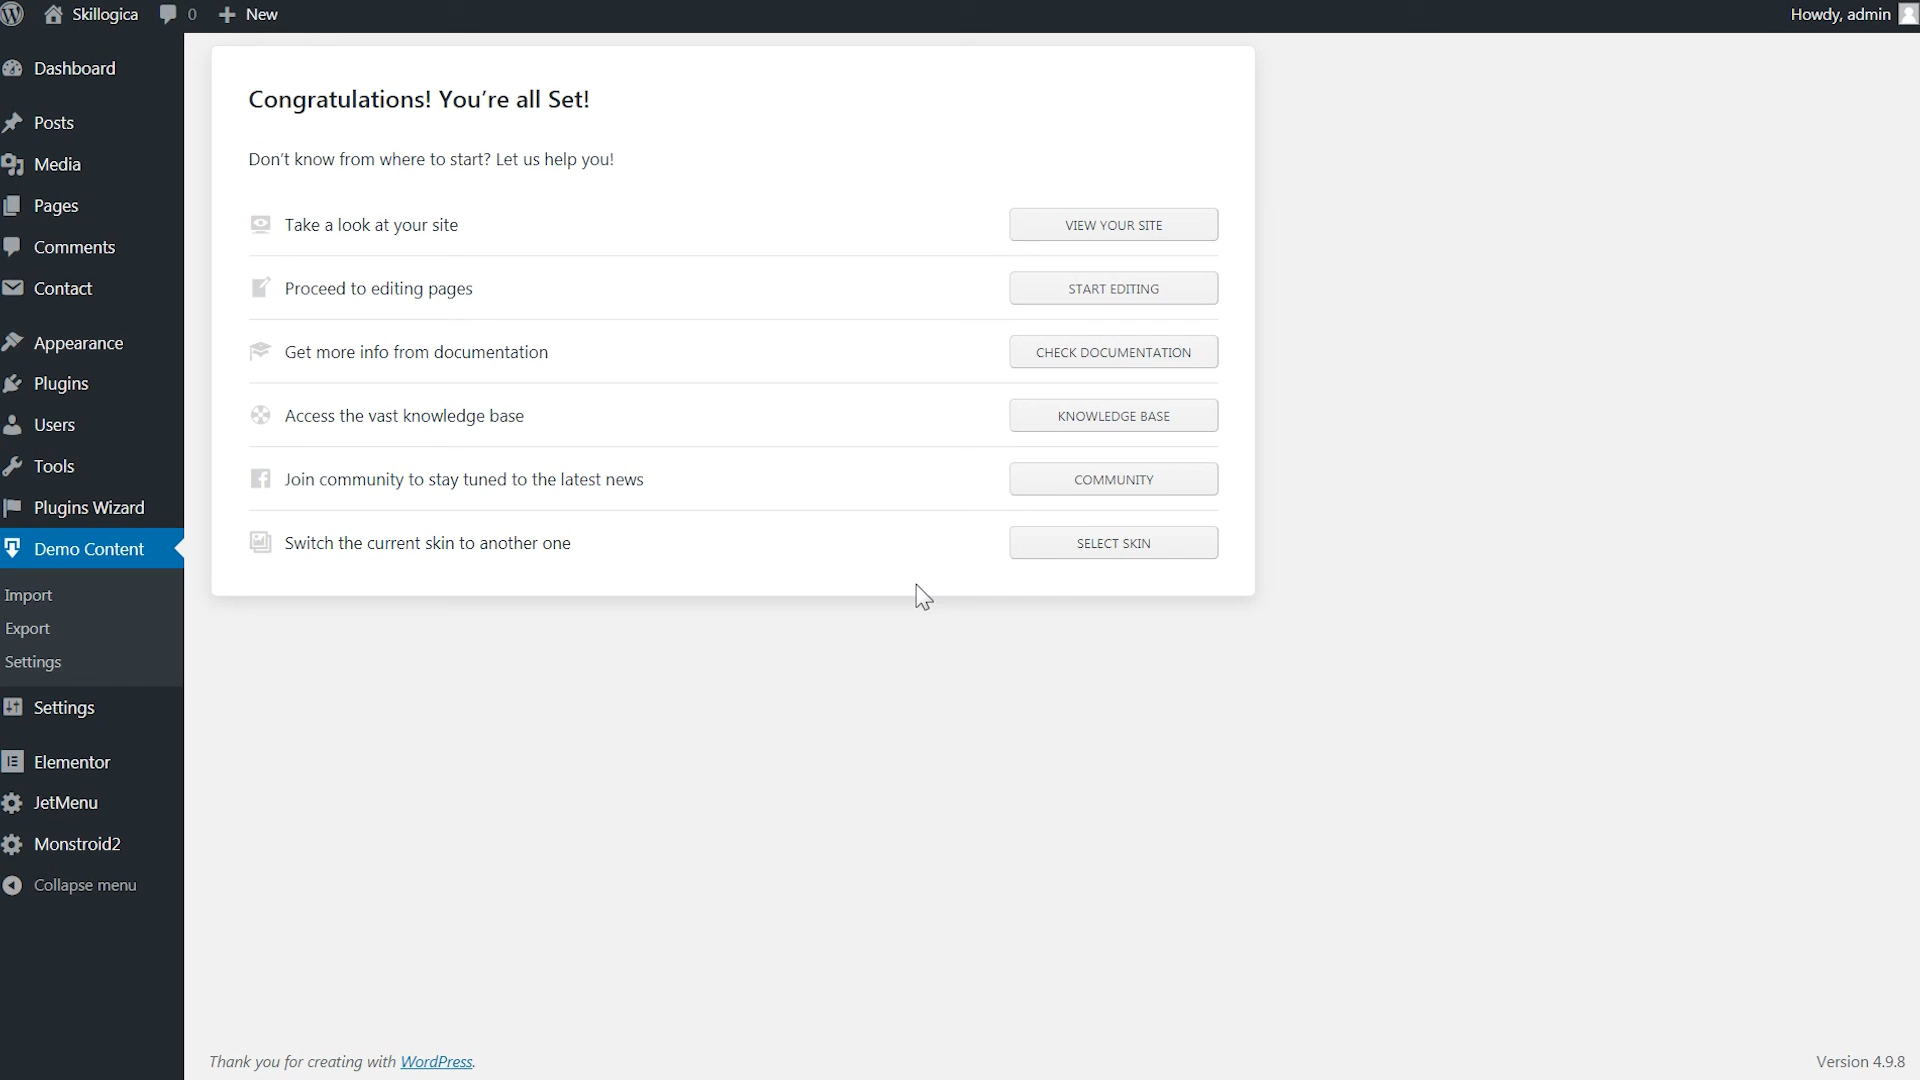 Skillogica 0 New Howdy, admin
Dashboard
Posts
Media
Pages
Comments
Contact
Appearance
Plugins
Users
Tools
Plugins Wizard
Demo Content
Import
Export
Settings
Settings
Elementor
JetMenu
Monstroid2
Collapse menu
Congratulations! You're all Set!
Don't know from where to start? Let us help you!
Take a look at your site VIEW YOUR SITE
Proceed to editing pages START EDITING
Get more info from documentation CHECK DOCUMENTATION
Access the vast knowledge base KNOWLEDGE BASE
Join community to stay tuned to the latest news COMMUNITY
Switch the current skin to another one SELECT SKIN
Thank you for creating with WordPress. Version 4.9.8